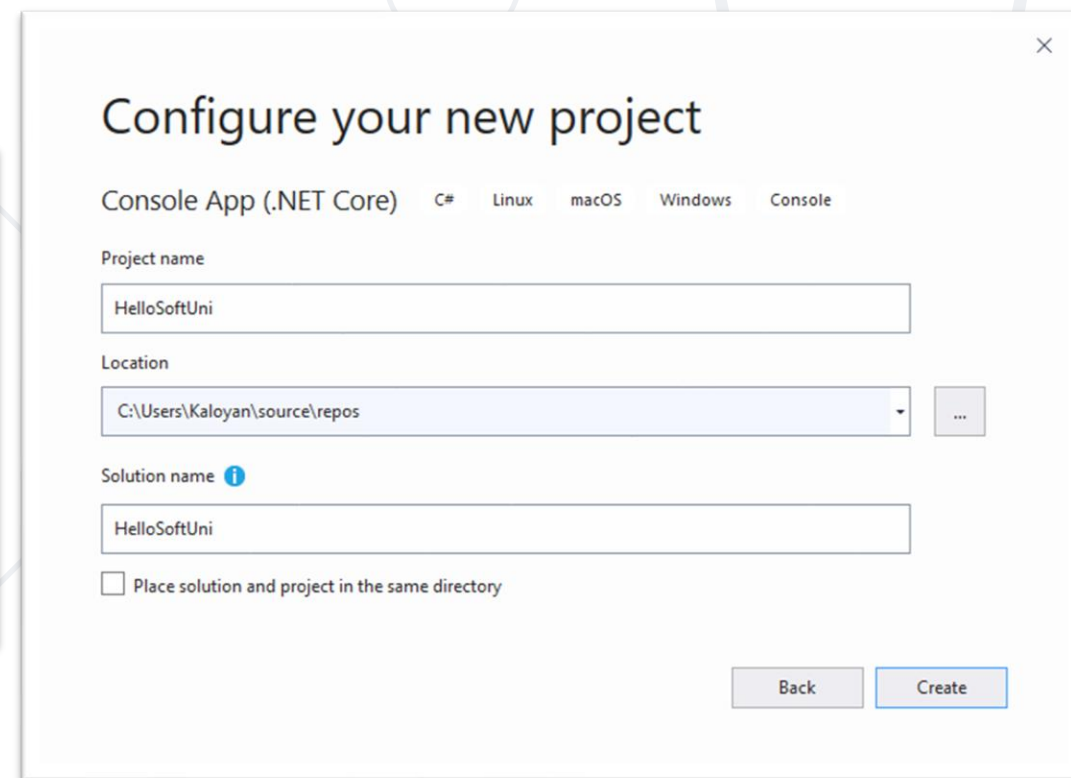 Configure your new project
Console App (.NET Core) C# Linux macOS Windows Console
Project name
HelloSoftUni
Location
C:\Users\Kaloyan\source\repos
...
Solution name
HelloSoftUni
Place solution and project in the same directory
Back Create